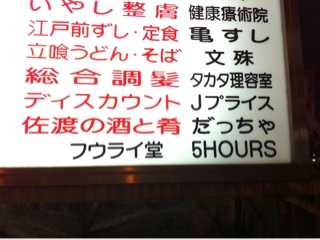 いやし整膚 健康療術院
江戸前ずし・定食 亀すし
立喰うどん・そば 文殊
総合調髪 タカタ理容室
ディスカウント Jプライス
佐渡の酒と肴 だっちゃ
フウライ堂 5HOURS